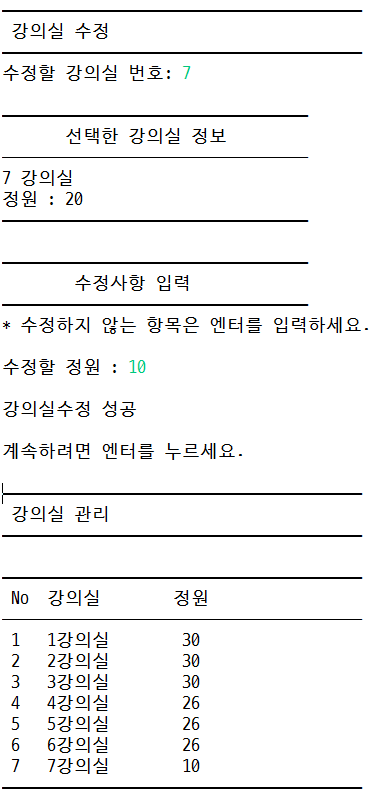 강의실 수정
수정할 강의실 번호: 7
선택한 강의실 정보
7 강의실
정원 : 20
수정사항 입력
* 수정하지 않는 항목은 엔터를 입력하세요.
수정할 정원 : 10
강의실수정 성공
계속하려면 엔터를 누르세요.
강의실 관리
No 강의실 정원
1 1강의실 30
2 2강의실 30
3 3강의실 30
4 4강의실 26
5 5강의실 26
6 6강의실 26
7 7강의실 10